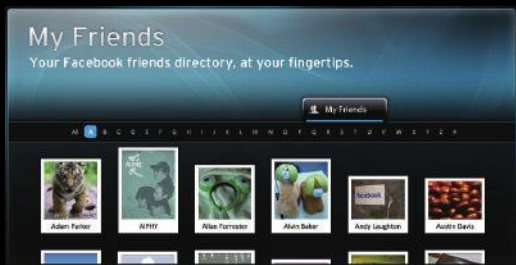 My Friends
Your Facebook friends directory, at your fingertips.
My Friends
All A B C D E F G H I J K L M N O P Q R S T U V W X Y Z #
facebook
Adam Parker ALPHY Allan Forrester Alvin Baker Andy Laughton Austin Davis